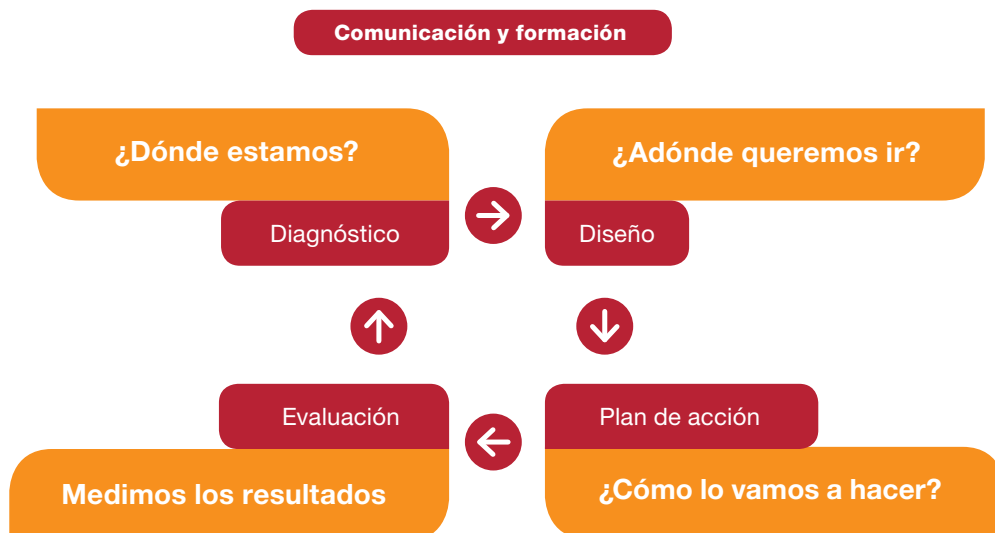 Comunicación y formación
¿Dónde estamos?
¿Adónde queremos ir?
Diagnóstico
Diseño
Evaluación
Plan de acción
Medimos los resultados
¿Cómo lo vamos a hacer?